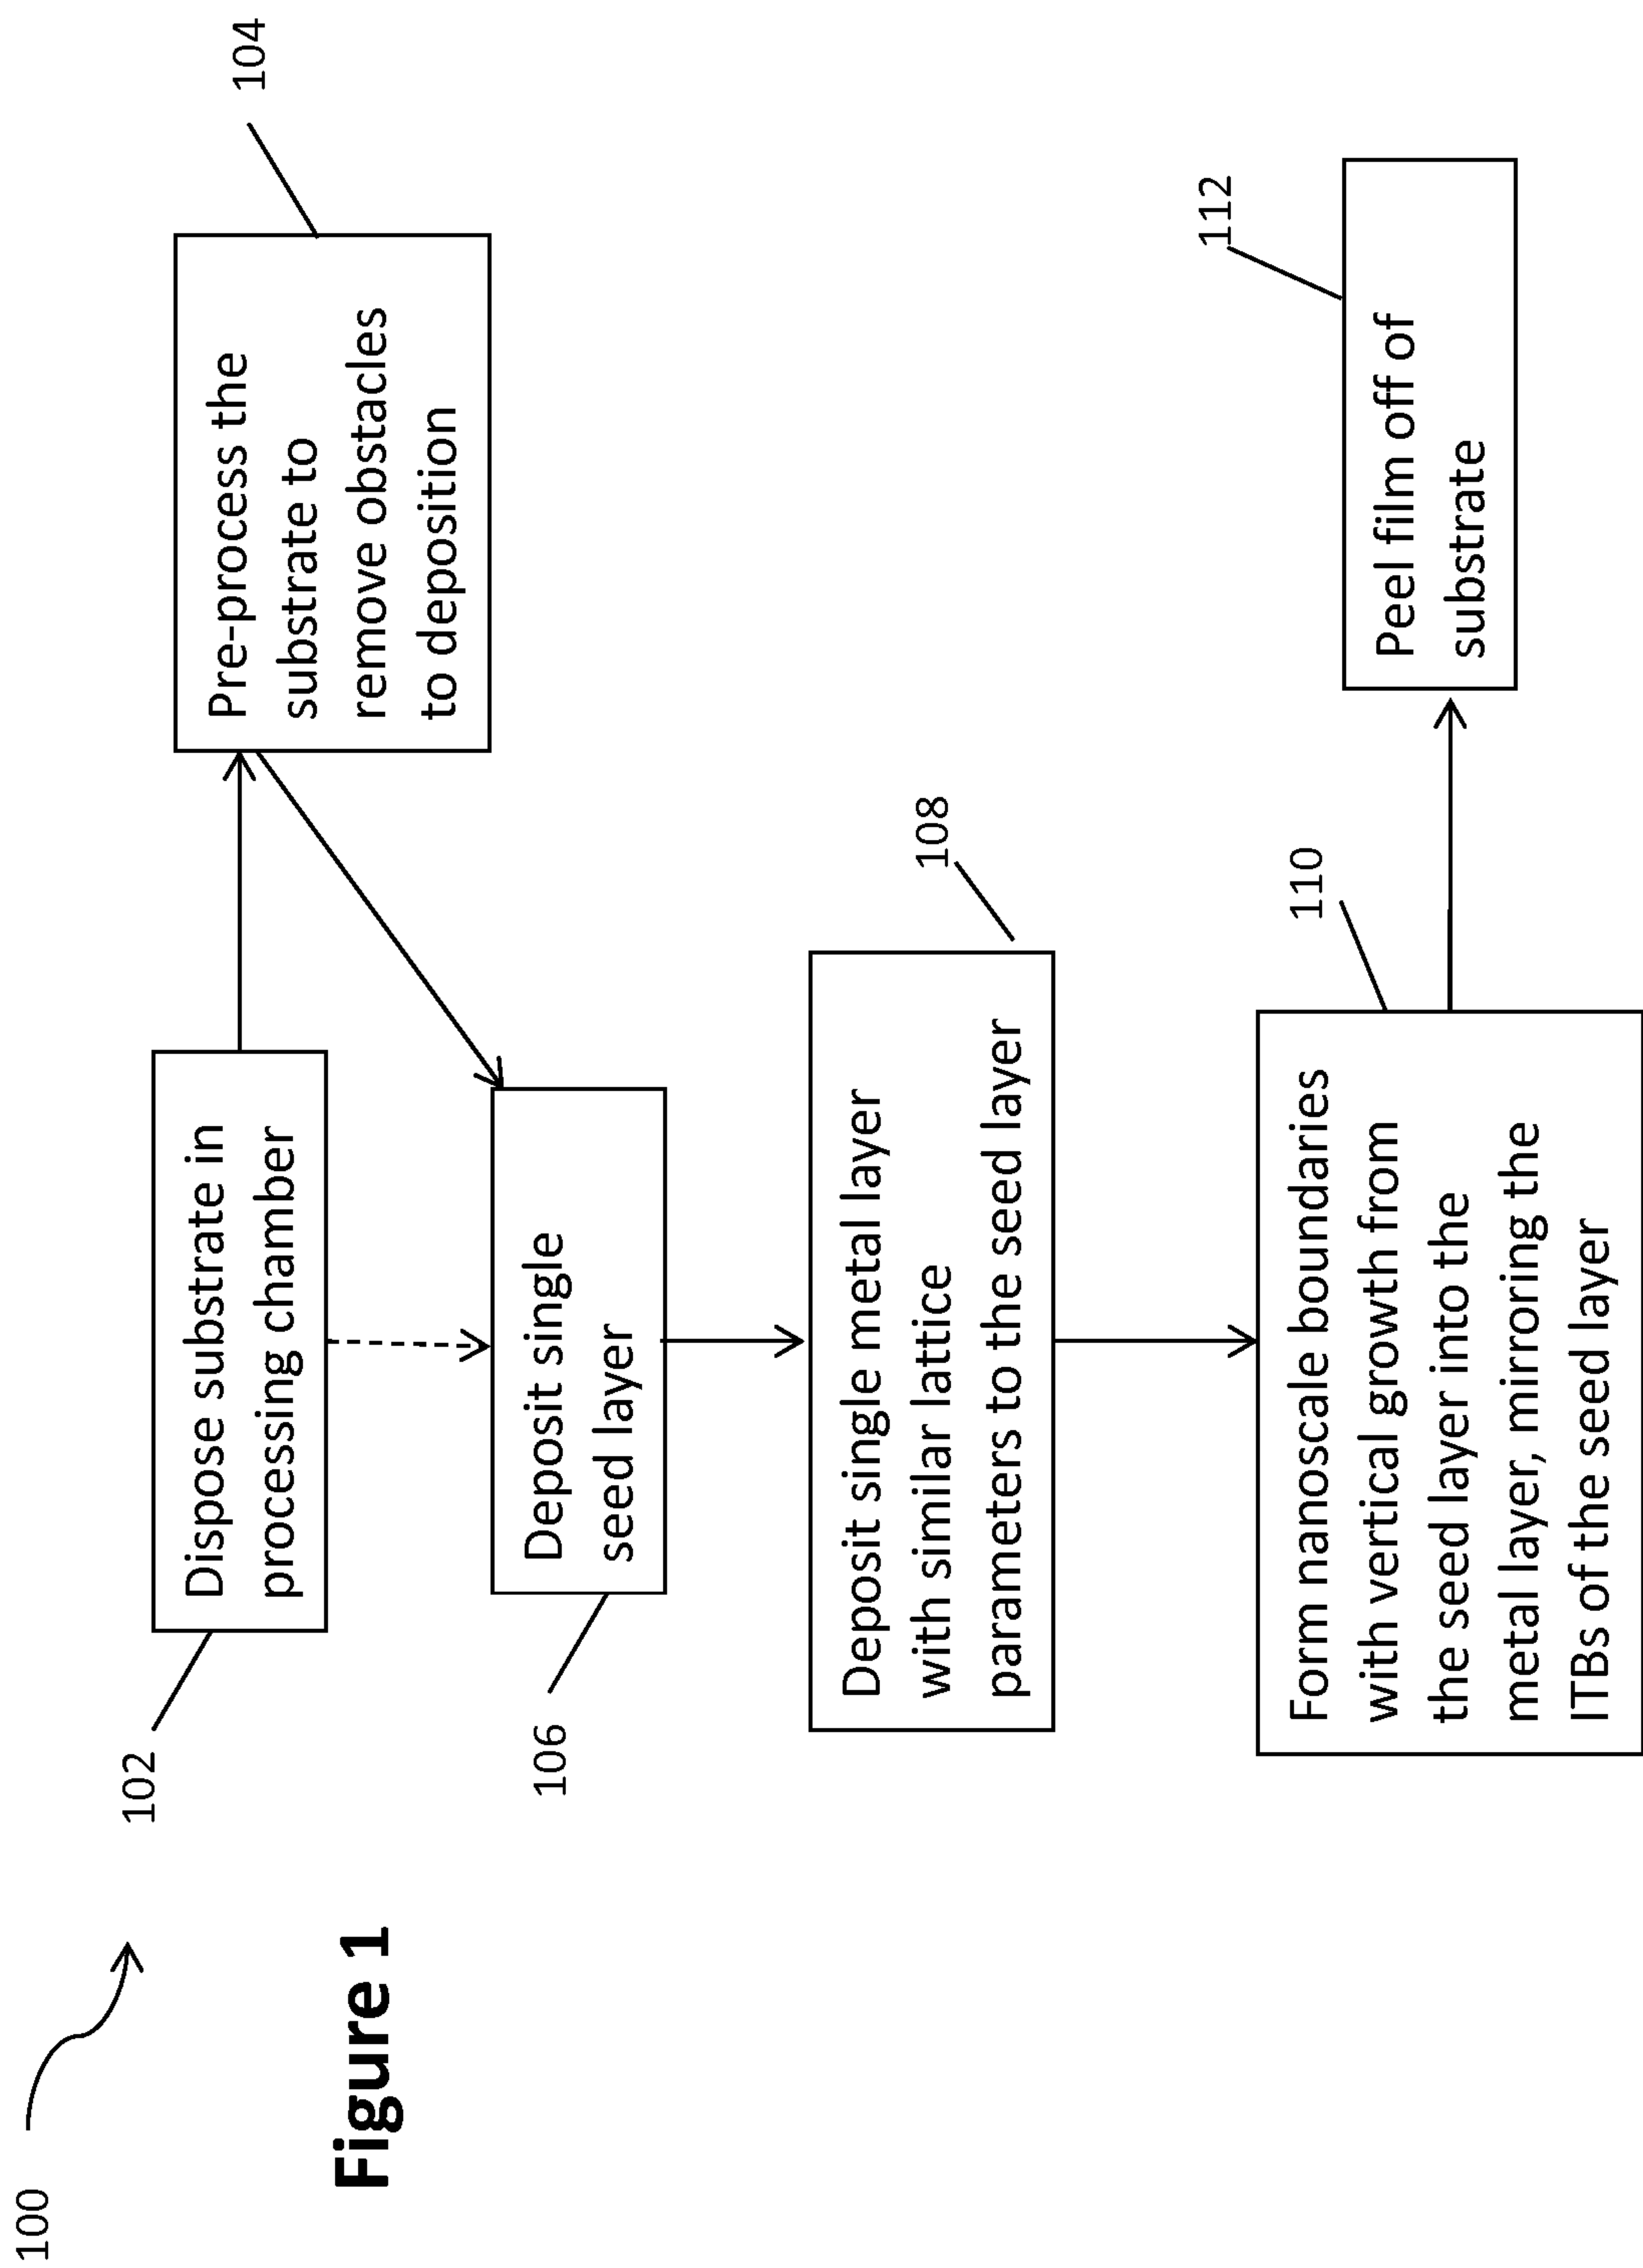 100
Figure 1
102
Dispose substrate in
processing chamber
104
Pre-process the
substrate to
remove obstacles
to deposition
106
Deposit single
seed layer
108
Deposit single metal layer
with similar lattice
parameters to the seed layer
110
Form nanoscale boundaries
with vertical growth from
the seed layer into the
metal layer, mirroring the
ITBs of the seed layer
112
Peel film off of
substrate